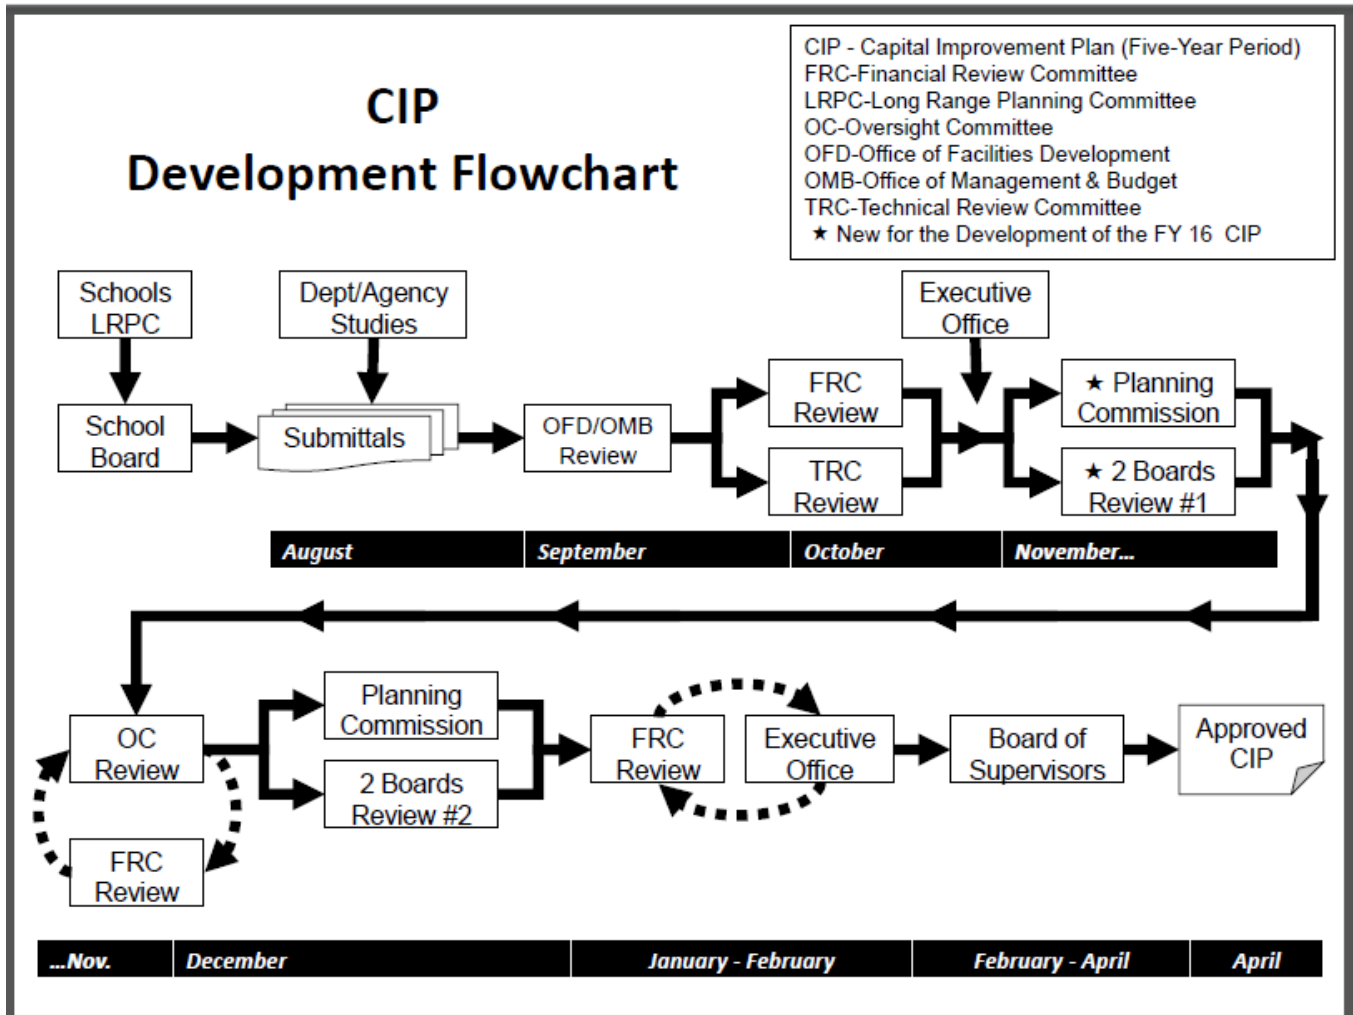 CIP
Development Flowchart
CIP - Capital Improvement Plan (Five-Year Period)
FRC-Financial Review Committee
LRPC-Long Range Planning Committee
OC-Oversight Committee
OFD-Office of Facilities Development
OMB-Office of Management & Budget
TRC-Technical Review Committee
★ New for the Development of the FY 16 CIP
Schools
LRPC
Dept/Agency
Studies
Executive
Office
School
Board
Submittals
OFD/OMB
Review
FRC
Review
TRC
Review
★ Planning
Commission
★ 2 Boards
Review #1
August
September
October
November...
OC
Review
FRC
Review
Planning
Commission
2 Boards
Review #2
FRC
Review
Executive
Office
Board of
Supervisors
Approved
CIP
...Nov.
December
January - February
February - April
April